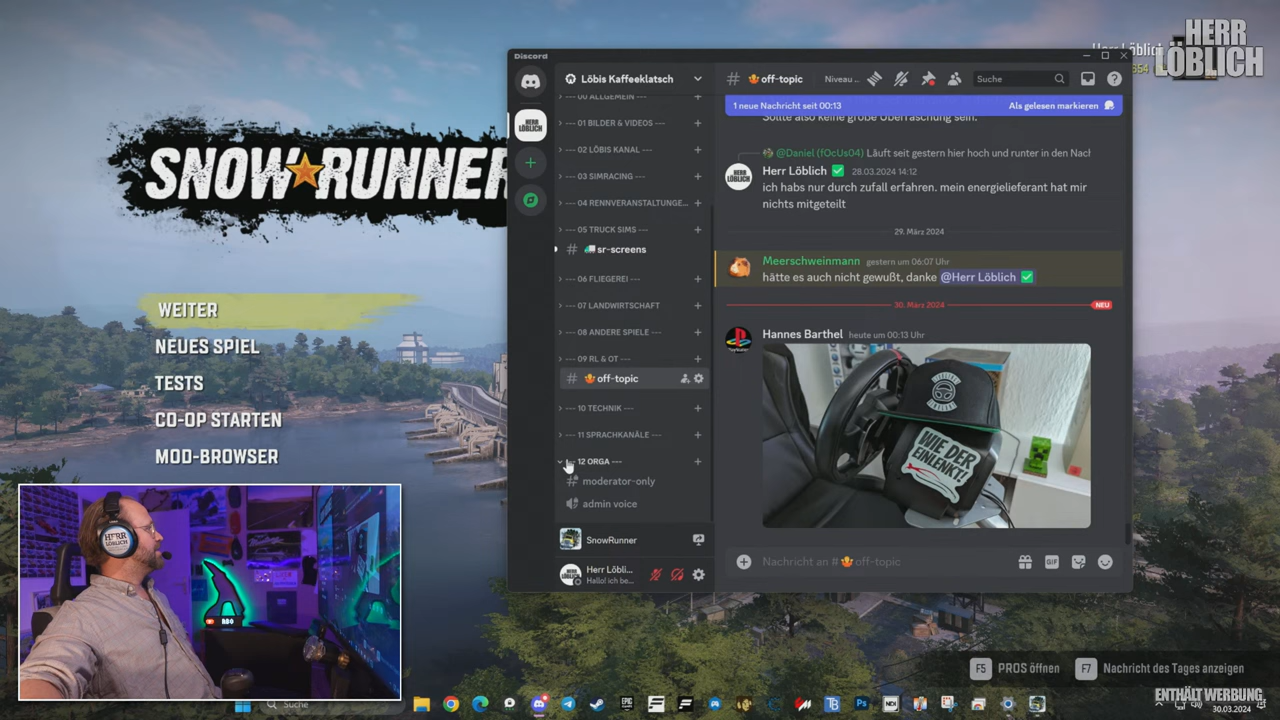 HERR
LÖBLICH
Discord
Löbis Kaffeeklatsch
# off-topic
Niveau ...
Suche
--- 00 ALLGEMEIN ---
1 neue Nachricht seit 00:13
Als gelesen markieren
Sollte also keine große Überraschung sein.
--- 01 BILDER & VIDEOS ---
--- 02 LÖBIS KANAL ---
@Daniel (fOcUs04) Läuft seit gestern hier hoch und runter in den Nach
Herr Löblich 28.03.2024 14:12
ich habs nur durch zufall erfahren. mein energielieferant hat mir
nichts mitgeteilt
--- 03 SIMRACING ---
--- 04 RENNVERANSTALTUNGE...
--- 05 TRUCK SIMS ---
# sr-screens
29. März 2024
Meerschweinmann gestern um 06:07 Uhr
hätte es auch nicht gewußt, danke @Herr Löblich
--- 06 FLIEGEREI ---
--- 07 LANDWIRTSCHAFT
--- 08 ANDERE SPIELE ---
--- 09 RL & OT ---
# off-topic
--- 10 TECHNIK ---
--- 11 SPRACHKANÄLE ---
--- 12 ORGA ---
moderator-only
admin voice
30. März 2024
NEU
Hannes Barthel heute um 00:13 Uhr
WIE DER
EINLENKT!
SnowRunner
Herr Löbli...
Hallo! ich be...
Nachricht an # off-topic
GIF
SNOWRUNNER
WEITER
NEUES SPIEL
TESTS
CO-OP STARTEN
MOD-BROWSER
HERR
LÖBLICH
F5 PROS öffnen
F7 Nachricht des Tages anzeigen
ENTHÄLT WERBUNG
Suche
30.03.2024